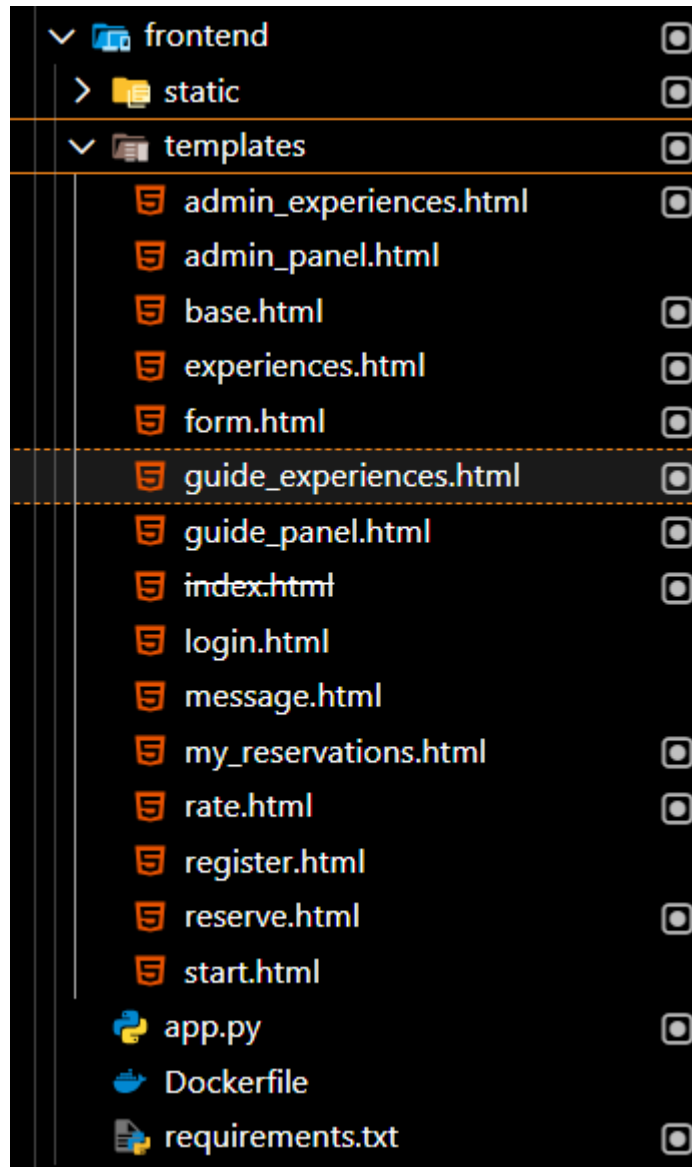 frontend
static
templates
admin_experiences.html
admin_panel.html
base.html
experiences.html
form.html
guide_experiences.html
guide_panel.html
index.html
login.html
message.html
my_reservations.html
rate.html
register.html
reserve.html
start.html
app.py
Dockerfile
requirements.txt